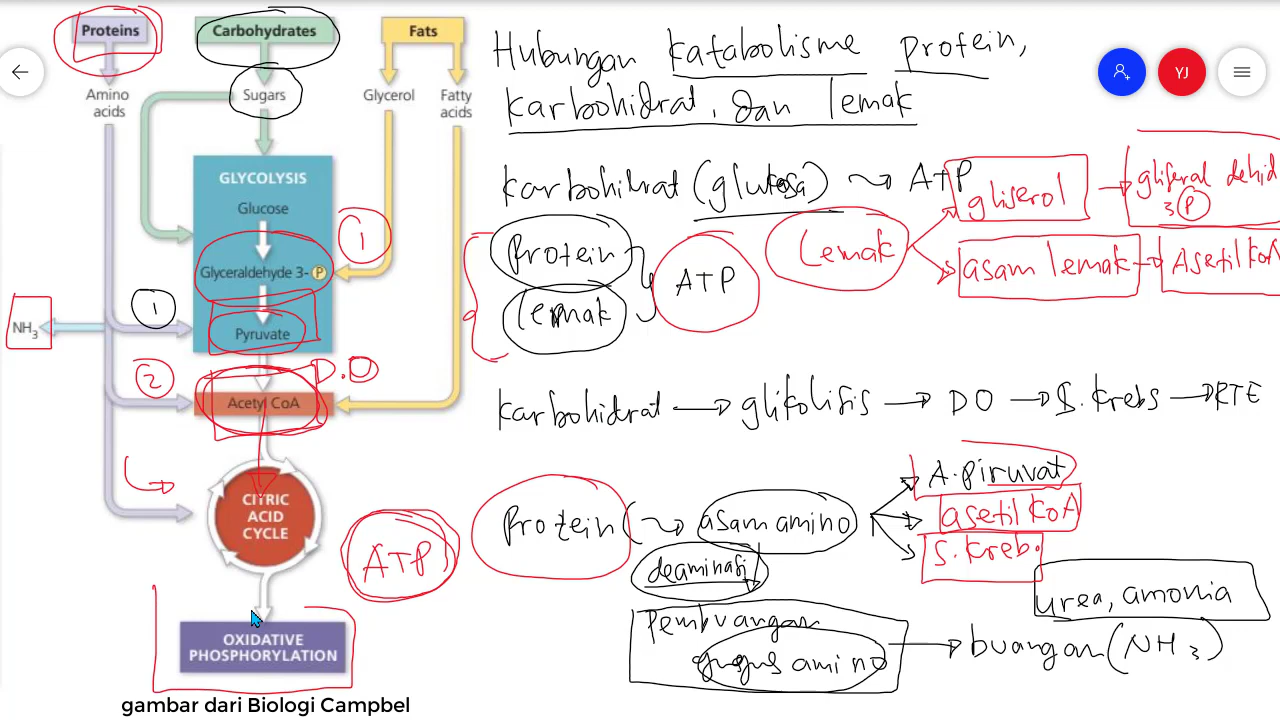 Proteins
Carbohydrates
Fats
Amino acids
Sugars
Glycerol
Fatty acids
GLYCOLYSIS
Glucose
Glyceraldehyde 3- P
Pyruvate
1
1
2
NH3
Acetyl CoA
D.O
CITRIC
ACID
CYCLE
ATP
OXIDATIVE
PHOSPHORYLATION
gambar dari Biologi Campbel
Hubungan katabolisme protein,
karbohidrat, dan lemak
karbohidrat (glukosa) → ATP
Protein
lemak
ATP
Lemak
gliserol → gliseral dehid
3 P
asam lemak → Asetil KoA
karbohidrat → glikolisis → DO → S. krebs → RTE
Protein → asam amino
A. piruvat
asetil KoA
S. Krebs
deaminasi
Pembuangan
gugus amino → buangan (NH3)
urea, amonia
YJ